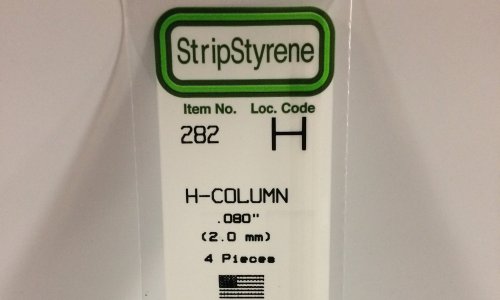 StripStyrene
Item No. Loc. Code
282 H
H-COLUMN
.080"
(2.0 mm)
4 Pieces